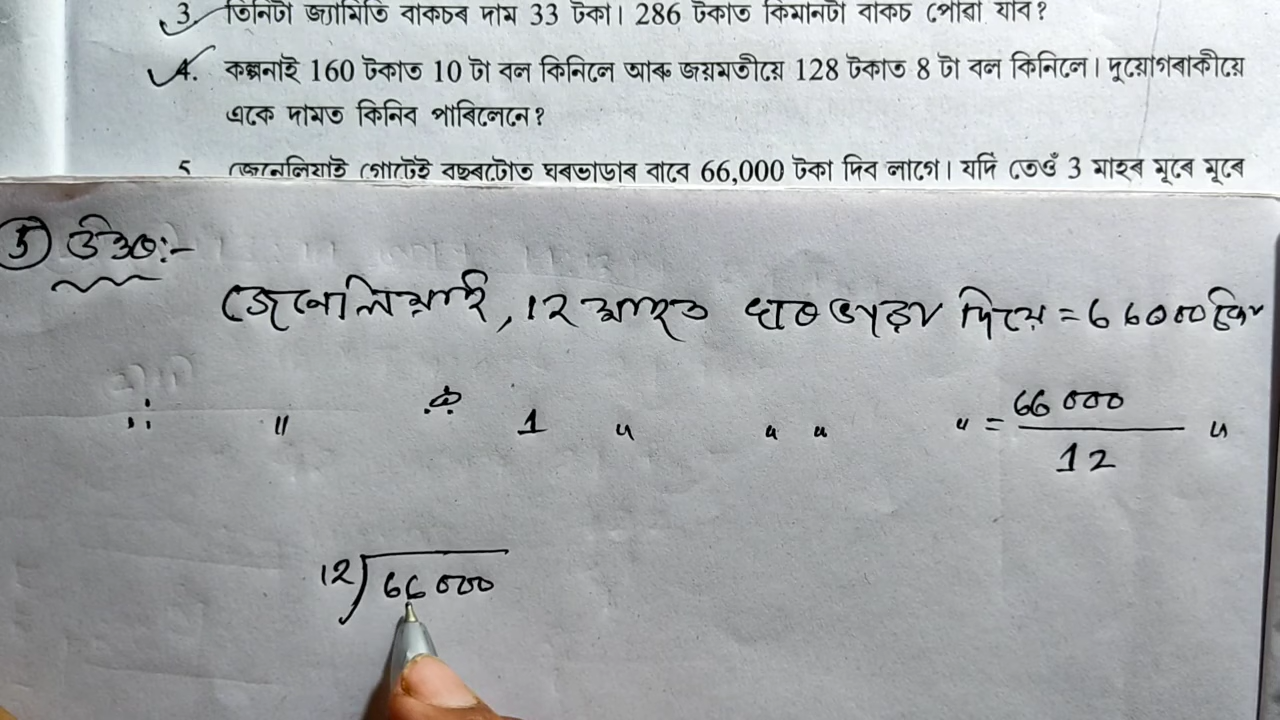 3. তিনিটা জ্যামিতি বাকচৰ দাম 33 টকা। 286 টকাত কিমানটা বাকচ পোৱা যাব?
4. কল্পনাই 160 টকাত 10 টা বল কিনিলে আৰু জয়মতীয়ে 128 টকাত 8 টা বল কিনিলে। দুয়োগৰাকীয়ে
একে দামত কিনিব পাৰিলেনে?
5 জেনেলিয়াই গোটেই বছৰটোত ঘৰভাড়াৰ বাবে 66,000 টকা দিব লাগে। যদি তেওঁ 3 মাহৰ মূৰে মূৰে
5 উত্তৰ:-
জেনেলিয়াই, 12 মাহত ঘৰ ভাড়া দিয়ে = 66000 টকা
∴ " 1 " " " " = 66000/12 "
12) 66000